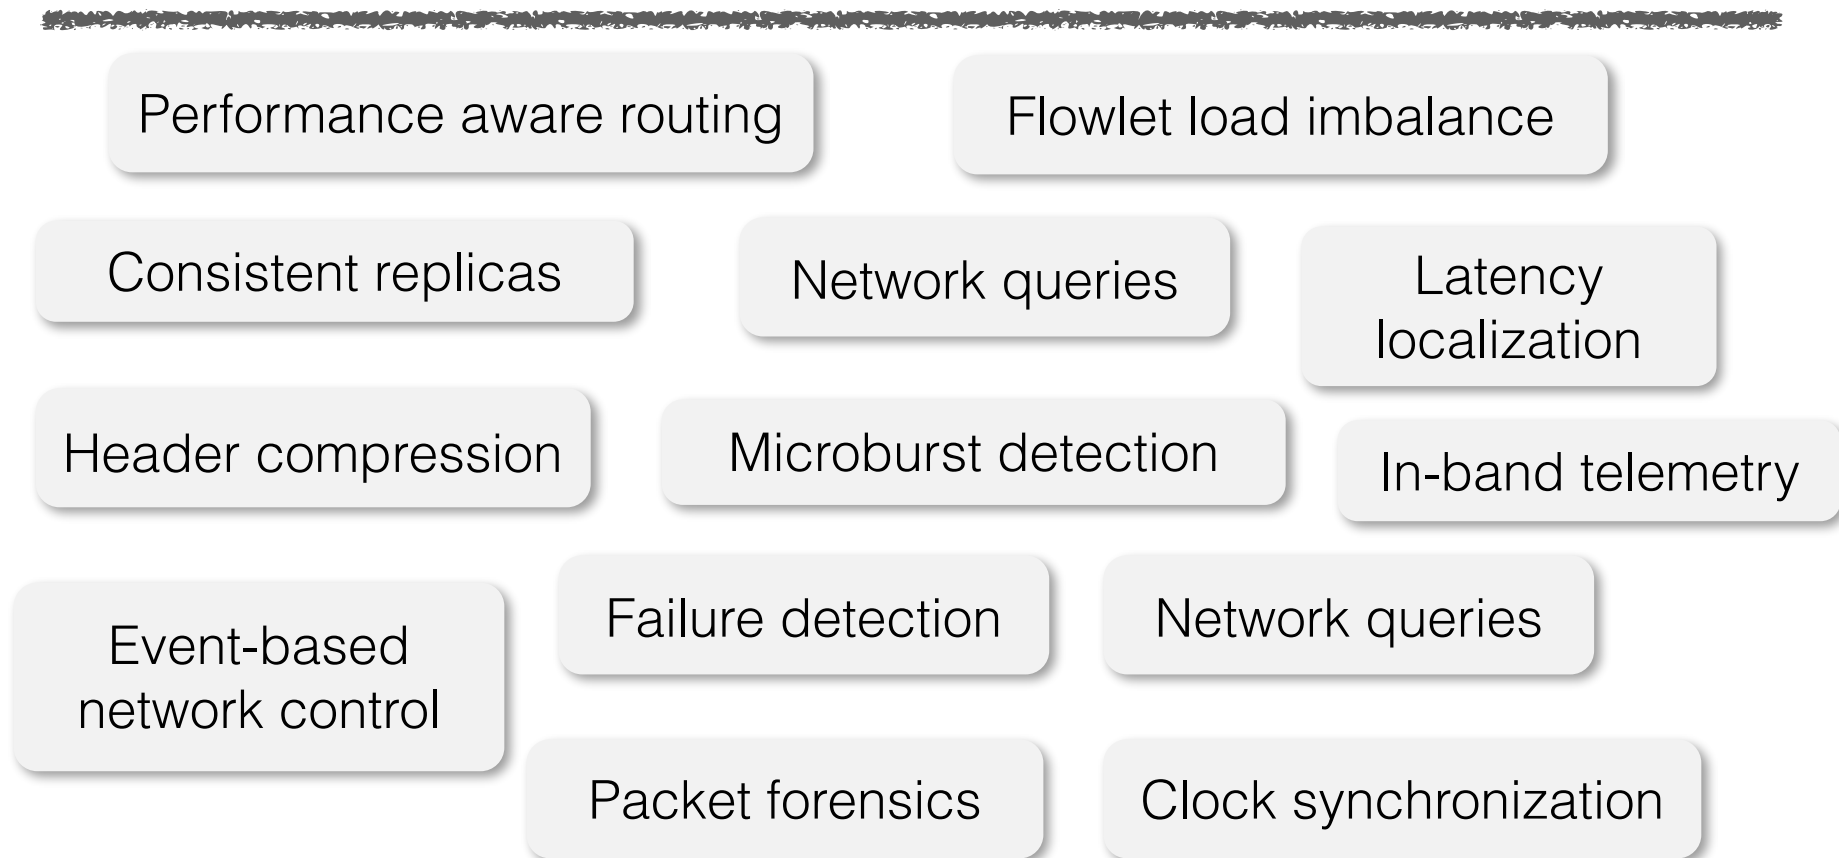 Performance aware routing
Flowlet load imbalance
Consistent replicas
Network queries
Latency
localization
Header compression
Microburst detection
In-band telemetry
Event-based
network control
Failure detection
Network queries
Packet forensics
Clock synchronization